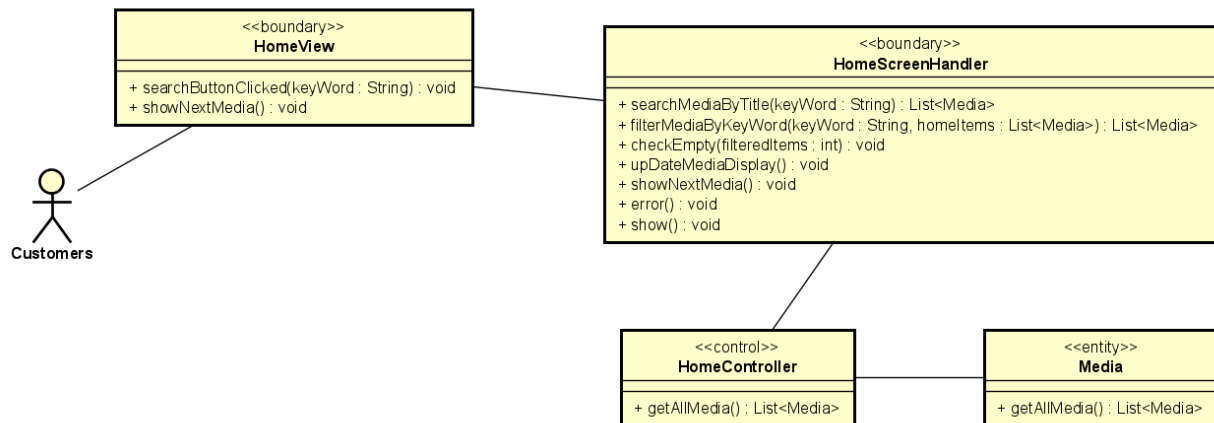 <<boundary>>
HomeView
+ searchButtonClicked(keyWord : String) : void
+ showNextMedia() : void
<<boundary>>
HomeScreenHandler
+ searchMediaByTitle(keyWord : String) : List<Media>
+ filterMediaByKeyWord(keyWord : String, homeItems : List<Media>) : List<Media>
+ checkEmpty(filteredItems : int) : void
+ upDateMediaDisplay() : void
+ showNextMedia() : void
+ error() : void
+ show() : void
Customers
<<control>>
HomeController
+ getAllMedia() : List<Media>
<<entity>>
Media
+ getAllMedia() : List<Media>